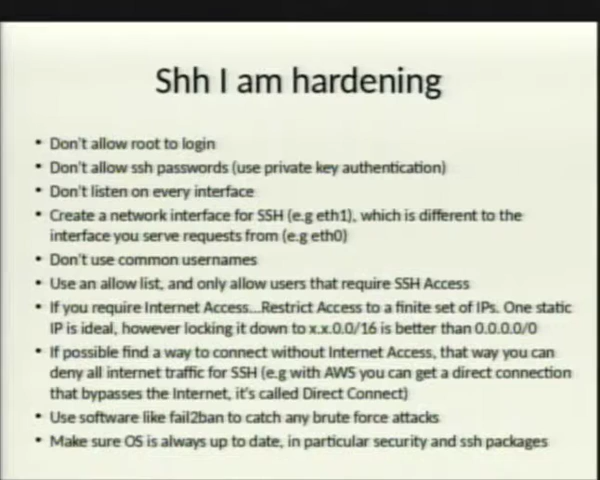 Shh I am hardening
• Don't allow root to login
• Don't allow ssh passwords (use private key authentication)
• Don't listen on every interface
• Create a network interface for SSH (e.g eth1), which is different to the
interface you serve requests from (e.g eth0)
• Don't use common usernames
• Use an allow list, and only allow users that require SSH Access
• If you require Internet Access...Restrict Access to a finite set of IPs. One static
IP is ideal, however locking it down to x.x.0.0/16 is better than 0.0.0.0/0
• If possible find a way to connect without Internet Access, that way you can
deny all internet traffic for SSH (e.g with AWS you can get a direct connection
that bypasses the Internet, it's called Direct Connect)
• Use software like fail2ban to catch any brute force attacks
• Make sure OS is always up to date, in particular security and ssh packages